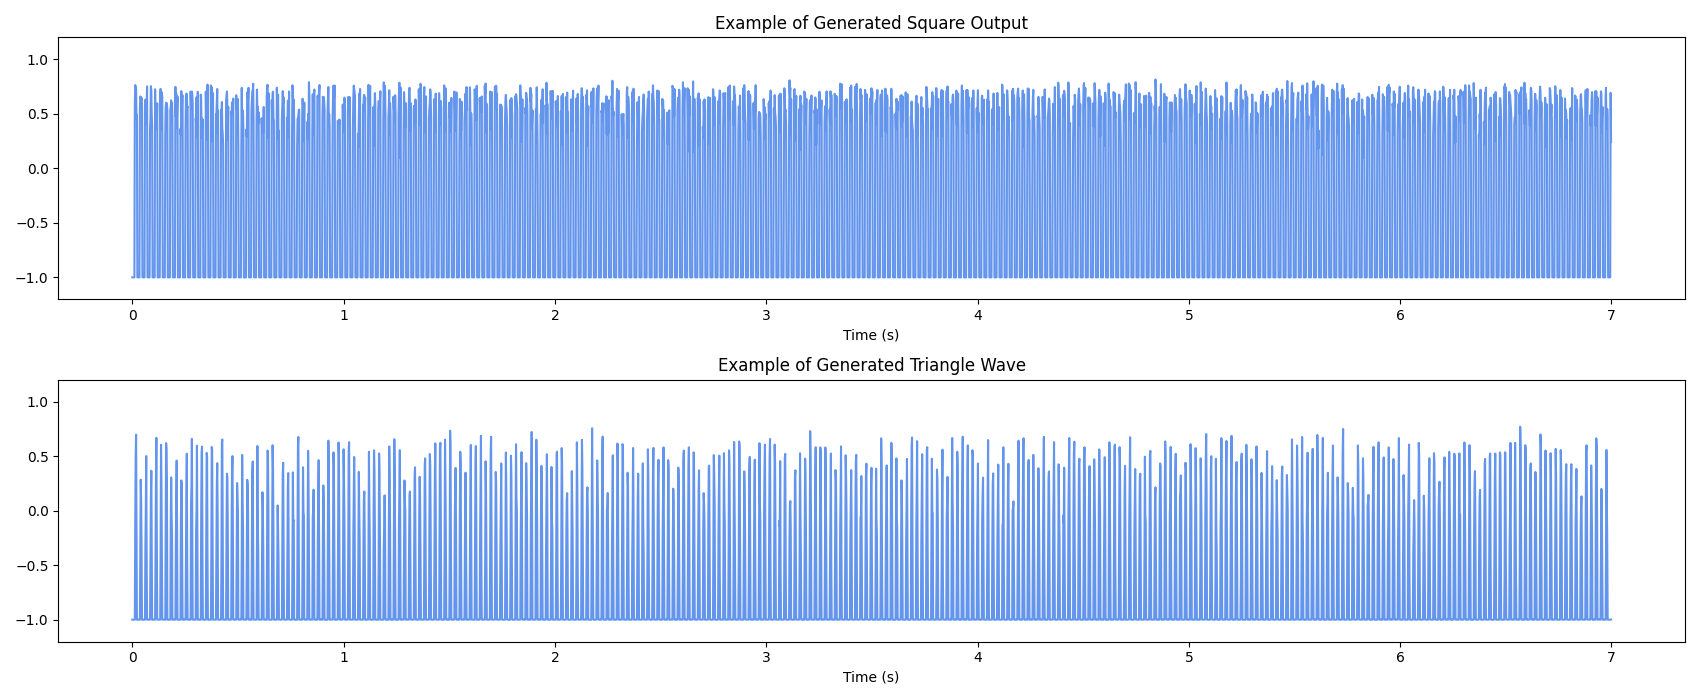 Example of Generated Square Output
1.0
0.5
0.0
−0.5
−1.0
0 1 2 3 4 5 6 7
Time (s)
Example of Generated Triangle Wave
1.0
0.5
0.0
−0.5
−1.0
0 1 2 3 4 5 6 7
Time (s)